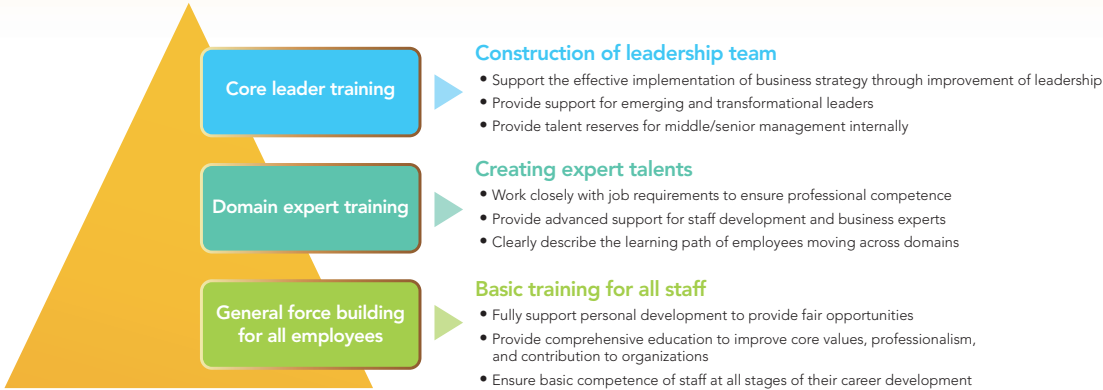 Core leader training
Construction of leadership team
• Support the effective implementation of business strategy through improvement of leadership
• Provide support for emerging and transformational leaders
• Provide talent reserves for middle/senior management internally
Domain expert training
Creating expert talents
• Work closely with job requirements to ensure professional competence
• Provide advanced support for staff development and business experts
• Clearly describe the learning path of employees moving across domains
General force building
for all employees
Basic training for all staff
• Fully support personal development to provide fair opportunities
• Provide comprehensive education to improve core values, professionalism,
and contribution to organizations
• Ensure basic competence of staff at all stages of their career development